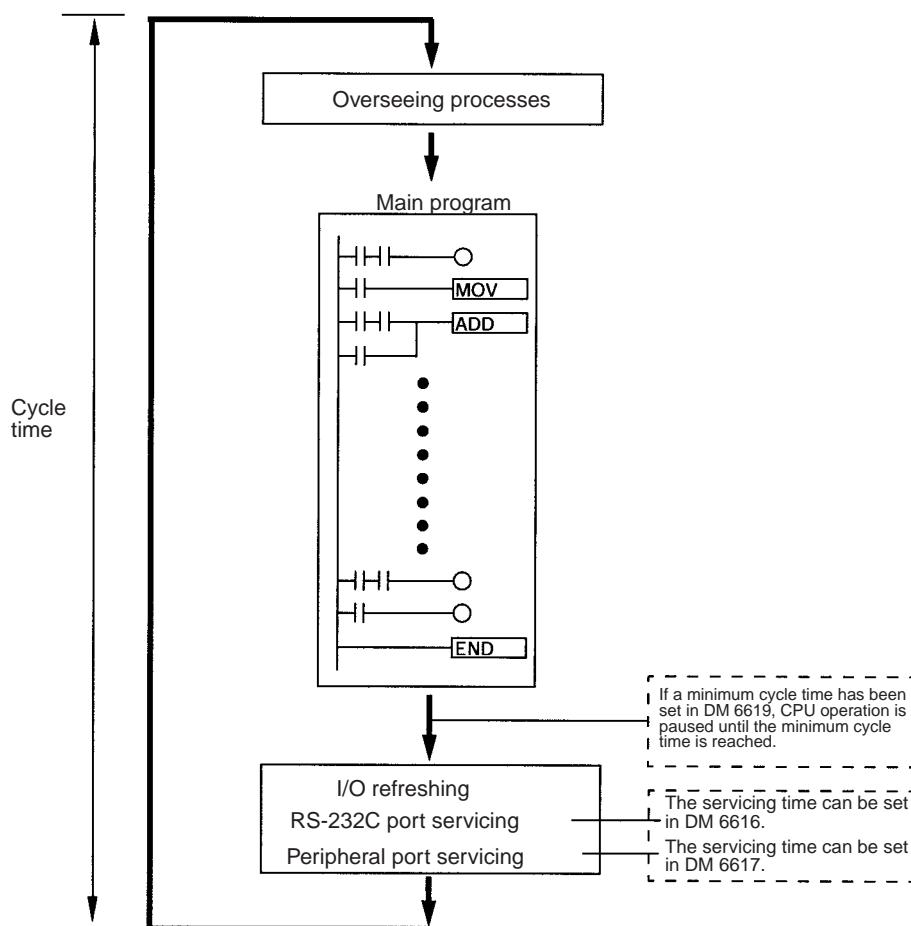 Overseeing processes
Main program
MOV
ADD
Cycle
time
END
If a minimum cycle time has been
set in DM 6619, CPU operation is
paused until the minimum cycle
time is reached.
I/O refreshing
RS-232C port servicing
Peripheral port servicing
The servicing time can be set
in DM 6616.
The servicing time can be set
in DM 6617.